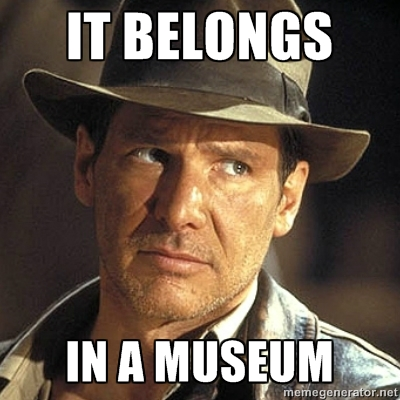 IT BELONGS
IN A MUSEUM
memegenerator.net